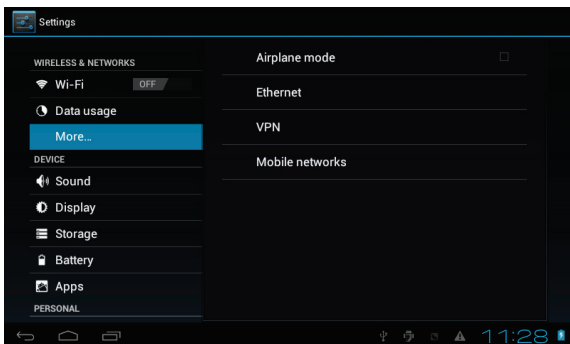 Settings
WIRELESS & NETWORKS
Wi-Fi OFF
Data usage
More...
DEVICE
Sound
Display
Storage
Battery
Apps
PERSONAL
Airplane mode
Ethernet
VPN
Mobile networks
11:28